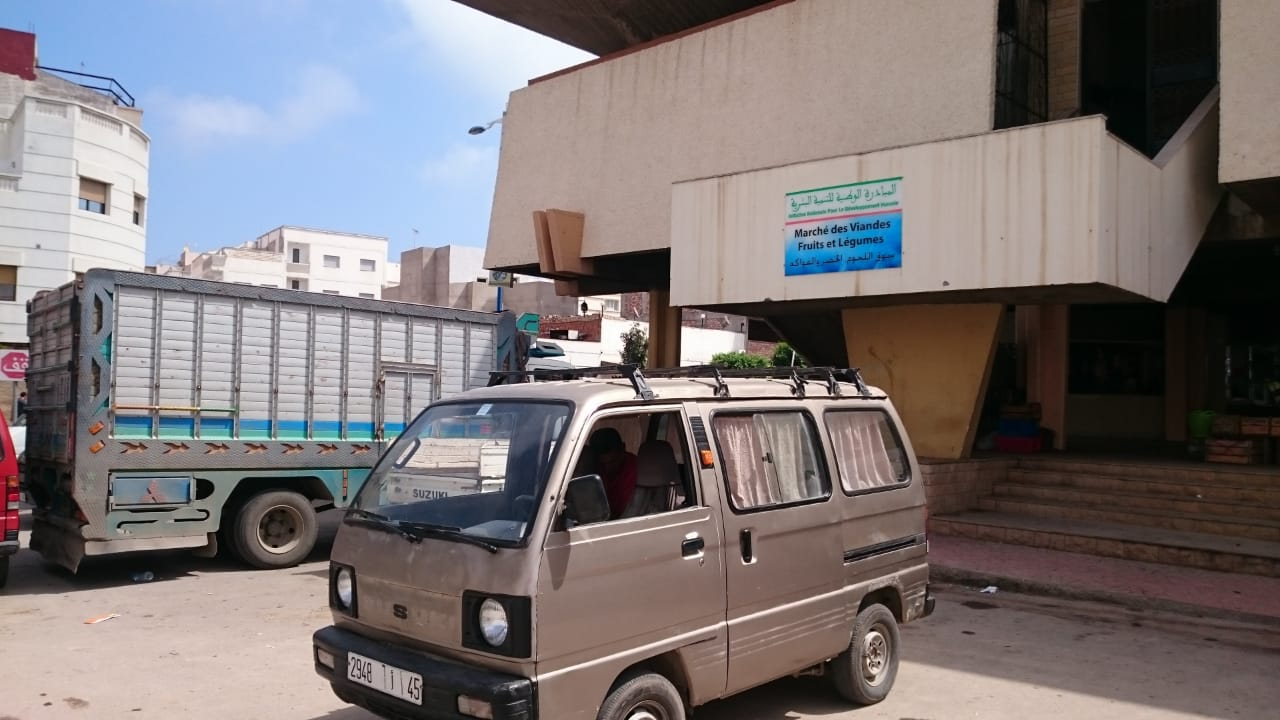 المبادرة الوطنية للتنمية البشرية
Initiative Nationale Pour Le Développement Humain
Marché des Viandes
Fruits et Légumes
سوق اللحوم الخضر والفواكه
قف
SUZUKI
S
2948 45